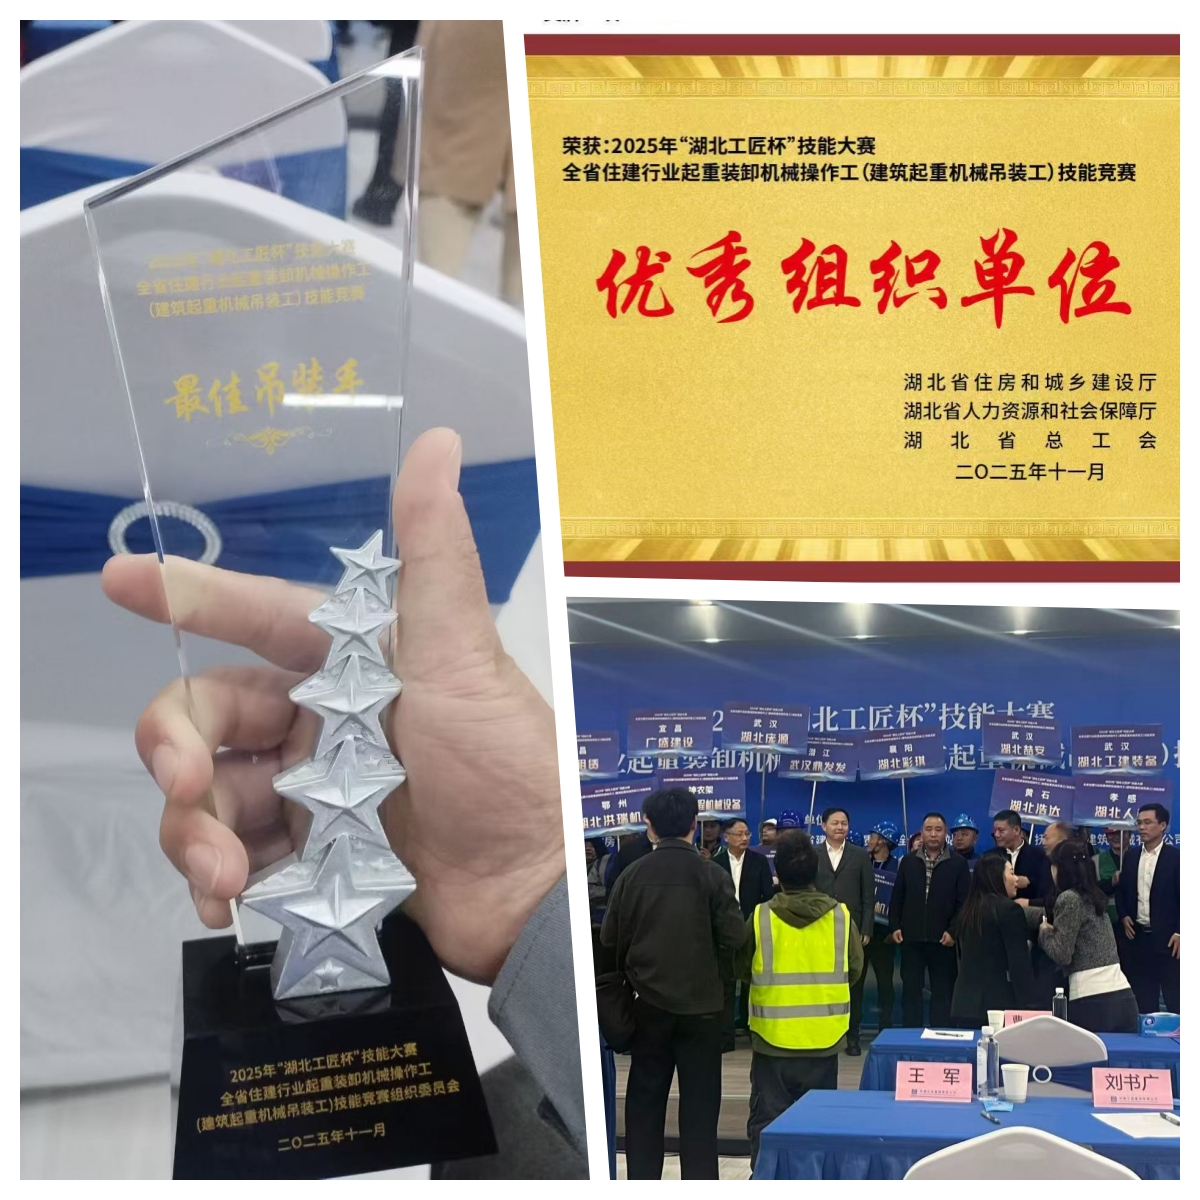 2025年“湖北工匠杯”技能大赛
全省住建行业起重装卸机械操作工
(建筑起重机械吊装工)技能竞赛
最佳吊装手
2025年“湖北工匠杯”技能大赛
全省住建行业起重装卸机械操作工
(建筑起重机械吊装工)技能竞赛组织委员会
二〇二五年十一月
荣获:2025年“湖北工匠杯”技能大赛
全省住建行业起重装卸机械操作工(建筑起重机械吊装工)技能竞赛
优秀组织单位
湖北省住房和城乡建设厅
湖北省人力资源和社会保障厅
湖北省总工会
二〇二五年十一月
北工匠杯”技能大赛
宜昌
广盛建设
武汉
湖北庞源
潜江
武汉鼎发发
襄阳
湖北彩琪
武汉
湖北喆安
武汉
湖北工建装备
鄂州
湖北洪瑞机
神农架
程机械设备
黄石
湖北浩达
孝感
湖北人
王军
刘书广